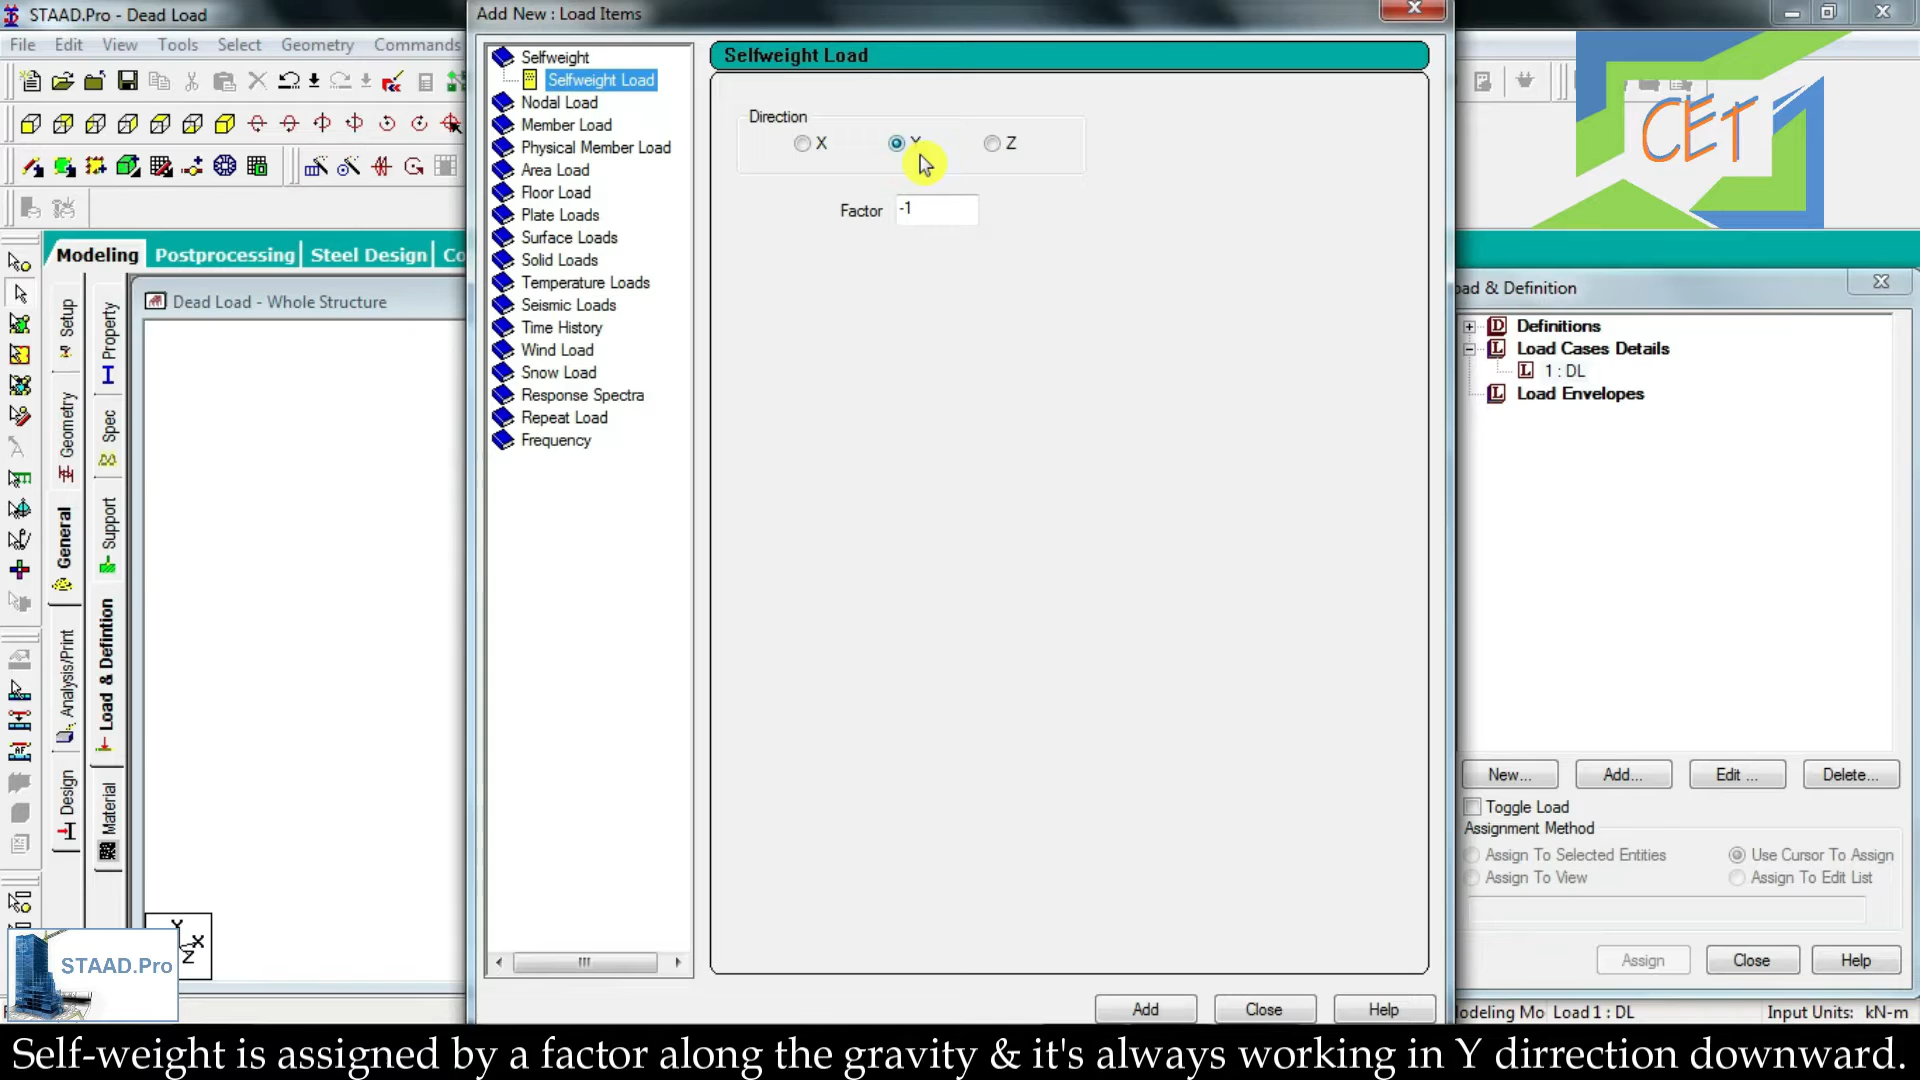 STAAD.Pro - Dead Load
Add New : Load Items
File Edit View Tools Select Geometry Commands
Selfweight
Selfweight Load
Nodal Load
Member Load
Physical Member Load
Area Load
Floor Load
Plate Loads
Surface Loads
Solid Loads
Temperature Loads
Seismic Loads
Time History
Wind Load
Snow Load
Response Spectra
Repeat Load
Frequency
Selfweight Load
Direction
X Y Z
Factor -1
CET
Modeling Postprocessing Steel Design Co
Dead Load - Whole Structure
Setup
Geometry
General
Analysis/Print
Design
Property
Spec
Support
Load & Definition
Material
oad & Definition
Definitions
Load Cases Details
1 : DL
Load Envelopes
New... Add... Edit ... Delete...
Toggle Load
Assignment Method
Assign To Selected Entities Use Cursor To Assign
Assign To View Assign To Edit List
Assign Close Help
Add Close Help
X
Z
STAAD.Pro
odeling Mo Load 1 : DL Input Units: kN-m
Self-weight is assigned by a factor along the gravity & it's always working in Y dirrection downward.